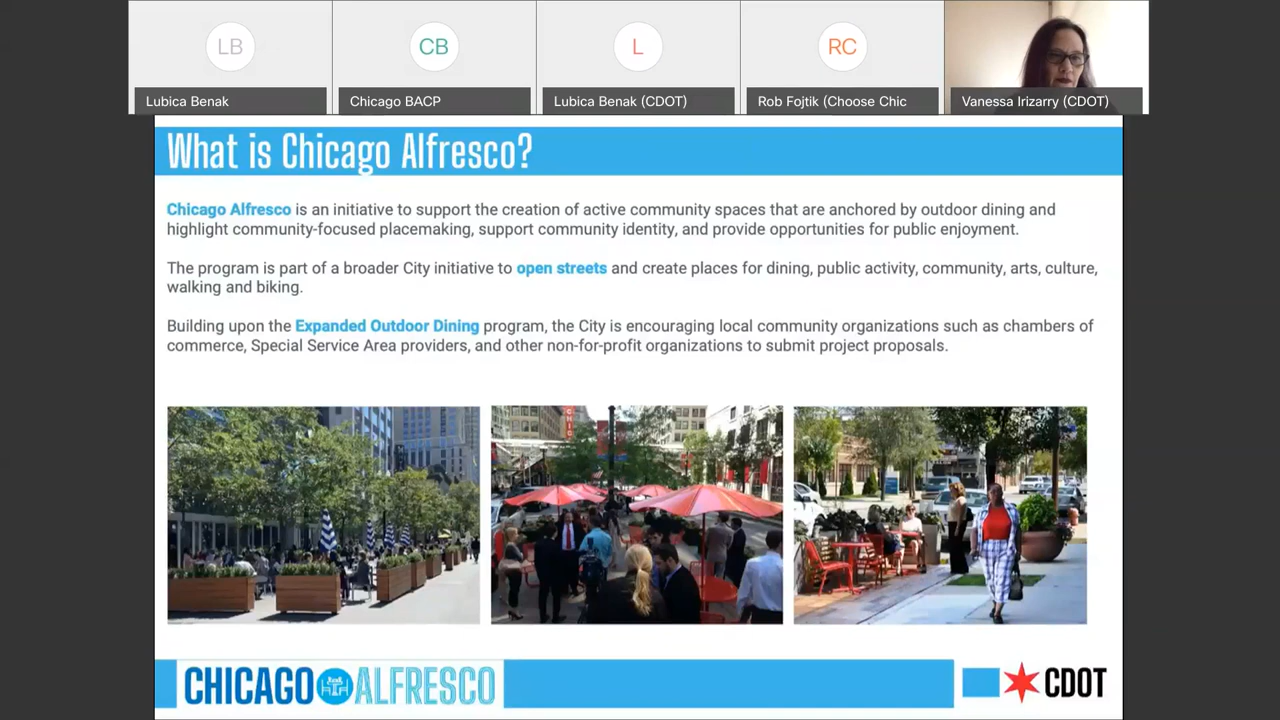 LB
CB
L
RC
Lubica Benak
Chicago BACP
Lubica Benak (CDOT)
Rob Fojtik (Choose Chic
Vanessa Irizarry (CDOT)
What is Chicago Alfresco?
Chicago Alfresco is an initiative to support the creation of active community spaces that are anchored by outdoor dining and
highlight community-focused placemaking, support community identity, and provide opportunities for public enjoyment.
The program is part of a broader City initiative to open streets and create places for dining, public activity, community, arts, culture,
walking and biking.
Building upon the Expanded Outdoor Dining program, the City is encouraging local community organizations such as chambers of
commerce, Special Service Area providers, and other non-for-profit organizations to submit project proposals.
CHICAGO ALFRESCO
CDOT